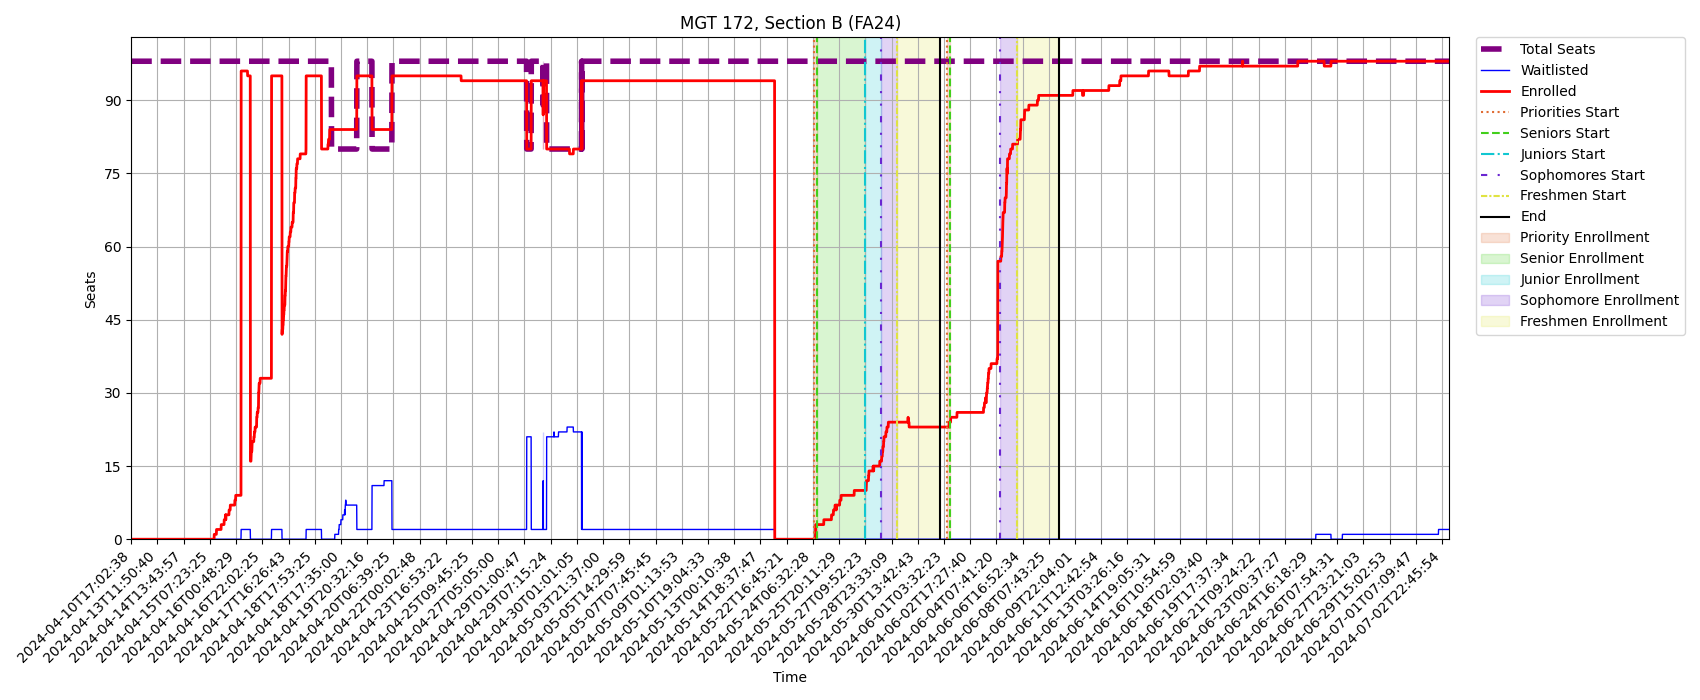 MGT 172, Section B (FA24)
Total Seats
Waitlisted
Enrolled
Priorities Start
Seniors Start
Juniors Start
Sophomores Start
Freshmen Start
End
Priority Enrollment
Senior Enrollment
Junior Enrollment
Sophomore Enrollment
Freshmen Enrollment
Seats
90
75
60
45
30
15
0
2024-04-10T17:02:38
2024-04-13T11:50:40
2024-04-14T13:43:57
2024-04-15T07:23:25
2024-04-16T00:48:29
2024-04-16T22:02:25
2024-04-17T16:26:43
2024-04-18T17:53:25
2024-04-18T17:35:00
2024-04-19T20:32:16
2024-04-20T06:39:25
2024-04-22T00:02:48
2024-04-23T16:53:22
2024-04-25T09:45:25
2024-04-27T05:05:00
2024-04-29T01:00:47
2024-04-29T07:15:24
2024-04-30T01:01:05
2024-05-03T21:37:00
2024-05-05T14:29:59
2024-05-07T07:45:45
2024-05-09T01:13:53
2024-05-10T19:04:33
2024-05-13T00:10:38
2024-05-14T18:37:47
2024-05-22T16:45:21
2024-05-24T06:32:28
2024-05-25T20:11:29
2024-05-27T09:52:23
2024-05-28T23:33:09
2024-05-30T13:42:43
2024-06-01T03:32:23
2024-06-02T17:27:40
2024-06-04T07:41:20
2024-06-06T16:52:34
2024-06-08T07:43:25
2024-06-09T22:04:01
2024-06-11T12:42:54
2024-06-13T03:26:16
2024-06-14T19:05:31
2024-06-16T10:54:59
2024-06-18T02:03:40
2024-06-19T17:37:34
2024-06-21T09:24:22
2024-06-23T00:37:27
2024-06-24T16:18:29
2024-06-26T07:54:31
2024-06-27T23:21:03
2024-06-29T15:02:53
2024-07-01T07:09:47
2024-07-02T22:45:54
Time